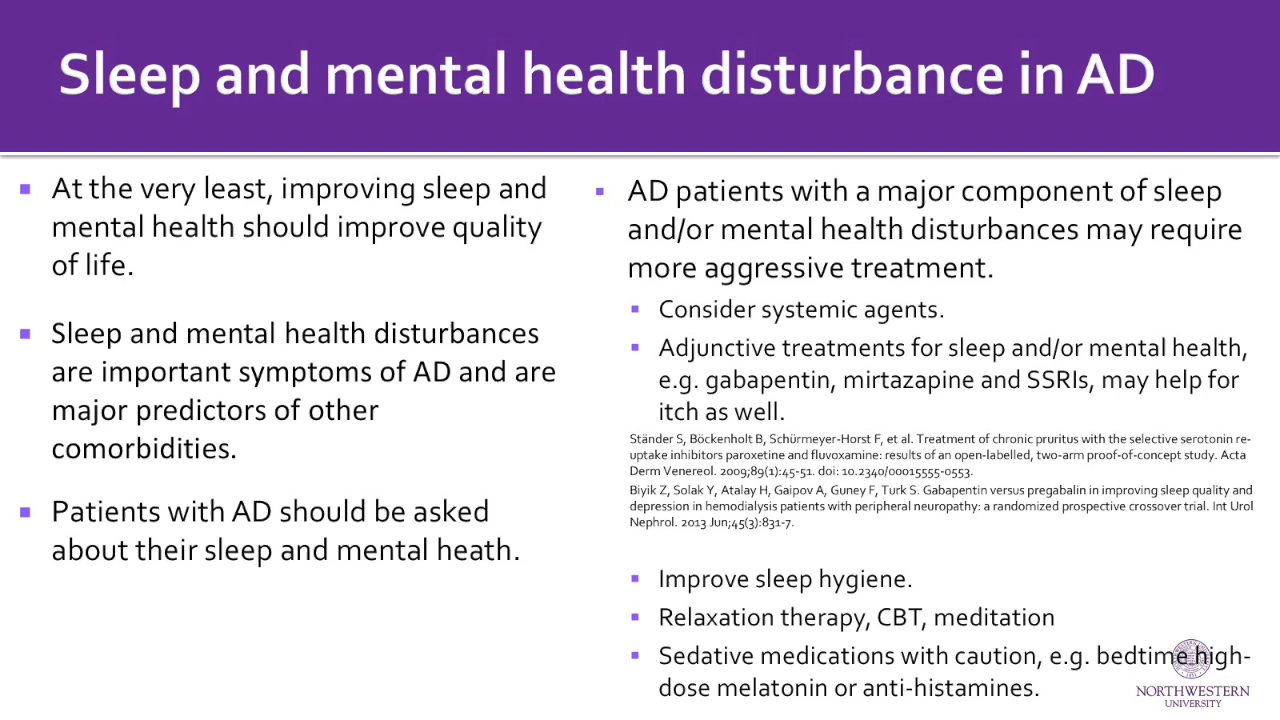 Sleep and mental health disturbance in AD
At the very least, improving sleep and
mental health should improve quality
of life.
Sleep and mental health disturbances
are important symptoms of AD and are
major predictors of other
comorbidities.
Patients with AD should be asked
about their sleep and mental heath.
AD patients with a major component of sleep
and/or mental health disturbances may require
more aggressive treatment.
Consider systemic agents.
Adjunctive treatments for sleep and/or mental health,
e.g. gabapentin, mirtazapine and SSRIs, may help for
itch as well.
Ständer S, Böckenholt B, Schürmeyer-Horst F, et al. Treatment of chronic pruritus with the selective serotonin re-
uptake inhibitors paroxetine and fluvoxamine: results of an open-labelled, two-arm proof-of-concept study. Acta
Derm Venereol. 2009;89(1):45-51. doi: 10.2340/00015555-0553.
Biyik Z, Solak Y, Atalay H, Gaipov A, Guney F, Turk S. Gabapentin versus pregabalin in improving sleep quality and
depression in hemodialysis patients with peripheral neuropathy: a randomized prospective crossover trial. Int Urol
Nephrol. 2013 Jun;45(3):831-7.
Improve sleep hygiene.
Relaxation therapy, CBT, meditation
Sedative medications with caution, e.g. bedtime high-
dose melatonin or anti-histamines.
NORTHWESTERN
UNIVERSITY